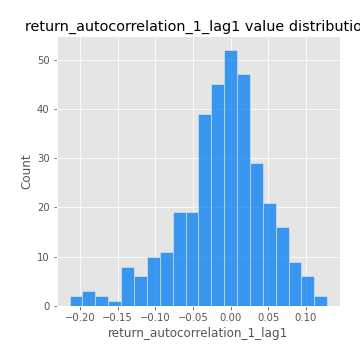 return_autocorrelation_1_lag1 value distributio
50
40
30
20
10
0
Count
−0.20 −0.15 −0.10 −0.05 0.00 0.05 0.10
return_autocorrelation_1_lag1